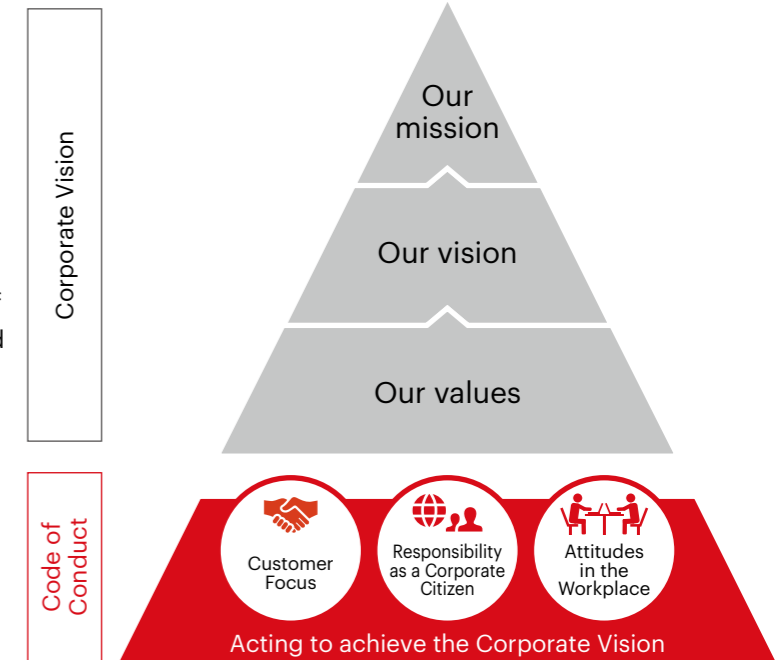 Corporate Vision
Our
mission
Our vision
Our values
Code of
Conduct
Customer
Focus
Responsibility
as a Corporate
Citizen
Attitudes
in the
Workplace
Acting to achieve the Corporate Vision